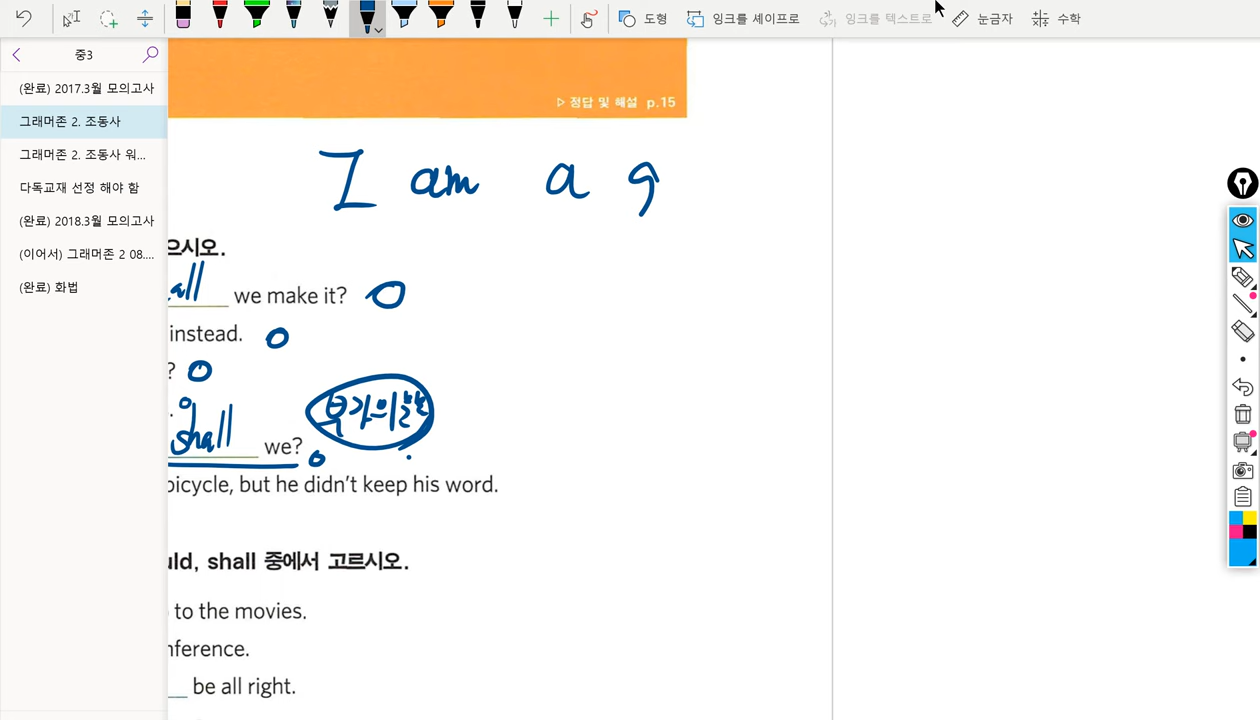 도형 잉크를 셰이프로 잉크를 텍스트로 눈금자 수학
중3
(완료) 2017.3월 모의고사
그래머존 2. 조동사
그래머존 2. 조동사 워...
다독교재 선정 해야 함
(완료) 2018.3월 모의고사
(이어서) 그래머존 2 08....
(완료) 화법
▷ 정답 및 해설 p.15
I am a g
으시오.
all we make it? O
instead. O
? O
shall we? 부가의문문
bicycle, but he didn't keep his word.
uld, shall 중에서 고르시오.
to the movies.
nference.
be all right.